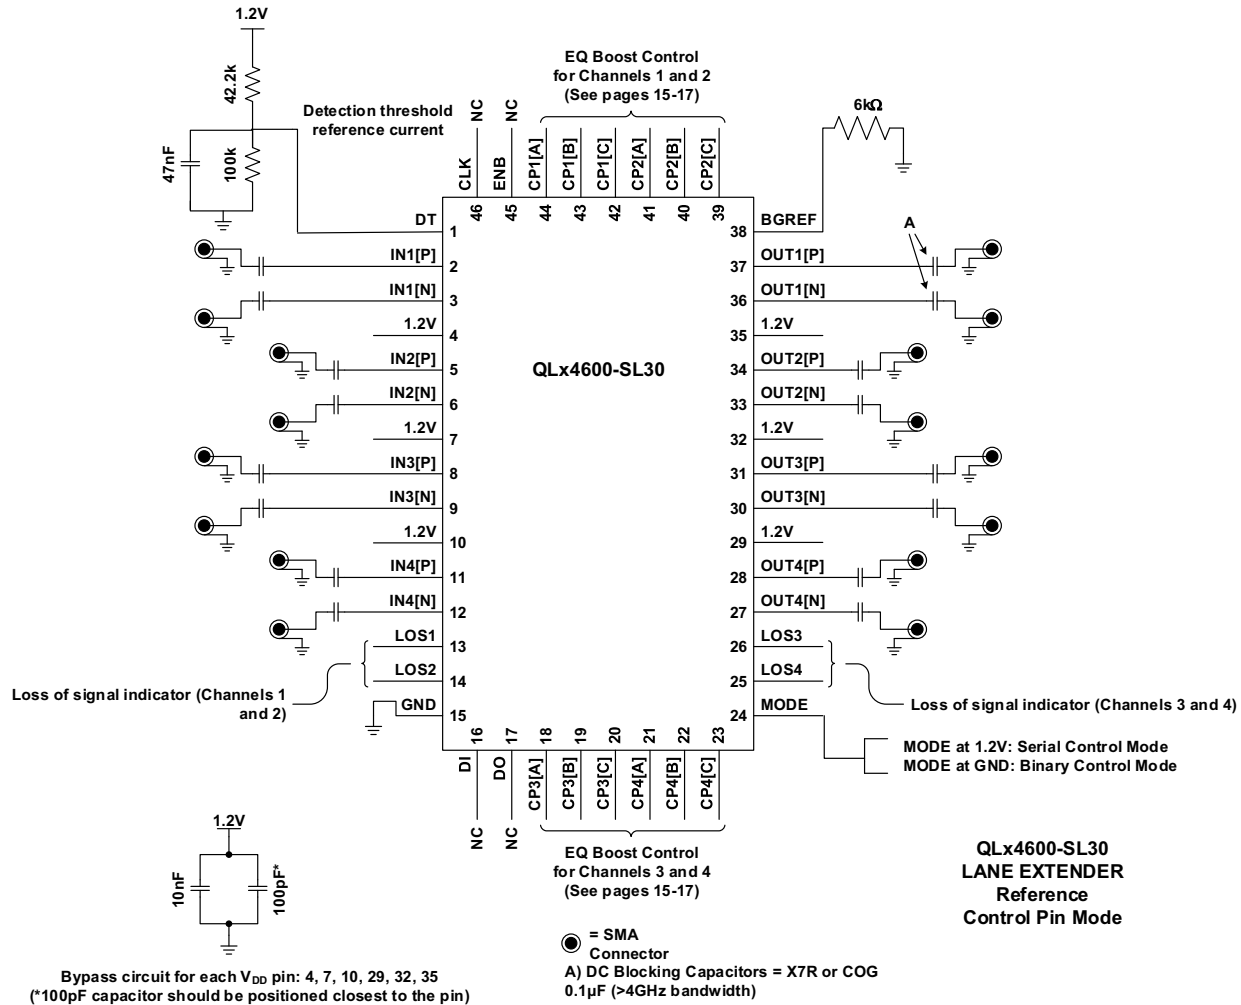 1.2V
42.2k
47nF
100k
Detection threshold
reference current
EQ Boost Control
for Channels 1 and 2
(See pages 15-17)
6kΩ
NC
NC
CLK
ENB
CP1[A]
CP1[B]
CP1[C]
CP2[A]
CP2[B]
CP2[C]
46
45
44
43
42
41
40
39
DT
1
IN1[P]
2
IN1[N]
3
1.2V
4
IN2[P]
5
IN2[N]
6
1.2V
7
IN3[P]
8
IN3[N]
9
1.2V
10
IN4[P]
11
IN4[N]
12
LOS1
13
LOS2
14
GND
15
QLx4600-SL30
BGREF
38
A
OUT1[P]
37
OUT1[N]
36
1.2V
35
OUT2[P]
34
OUT2[N]
33
1.2V
32
OUT3[P]
31
OUT3[N]
30
1.2V
29
OUT4[P]
28
OUT4[N]
27
LOS3
26
LOS4
25
MODE
24
Loss of signal indicator (Channels 1
and 2)
Loss of signal indicator (Channels 3 and 4)
MODE at 1.2V: Serial Control Mode
MODE at GND: Binary Control Mode
16
17
18
19
20
21
22
23
DI
DO
CP3[A]
CP3[B]
CP3[C]
CP4[A]
CP4[B]
CP4[C]
NC
NC
EQ Boost Control
for Channels 3 and 4
(See pages 15-17)
1.2V
10nF
100pF*
Bypass circuit for each VDD pin: 4, 7, 10, 29, 32, 35
(*100pF capacitor should be positioned closest to the pin)
= SMA
Connector
A) DC Blocking Capacitors = X7R or COG
0.1µF (>4GHz bandwidth)
QLx4600-SL30
LANE EXTENDER
Reference
Control Pin Mode